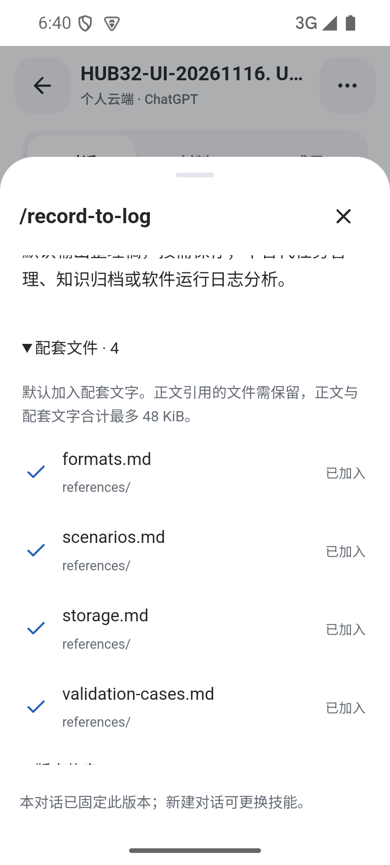 6:40
3G
HUB32-UI-20261116. U...
个人云端 · ChatGPT
/record-to-log
理、知识归档或软件运行日志分析。
▼配套文件 · 4
默认加入配套文字。正文引用的文件需保留，正文与
配套文字合计最多 48 KiB。
formats.md
已加入
references/
scenarios.md
已加入
references/
storage.md
已加入
references/
validation-cases.md
已加入
references/
本对话已固定此版本；新建对话可更换技能。